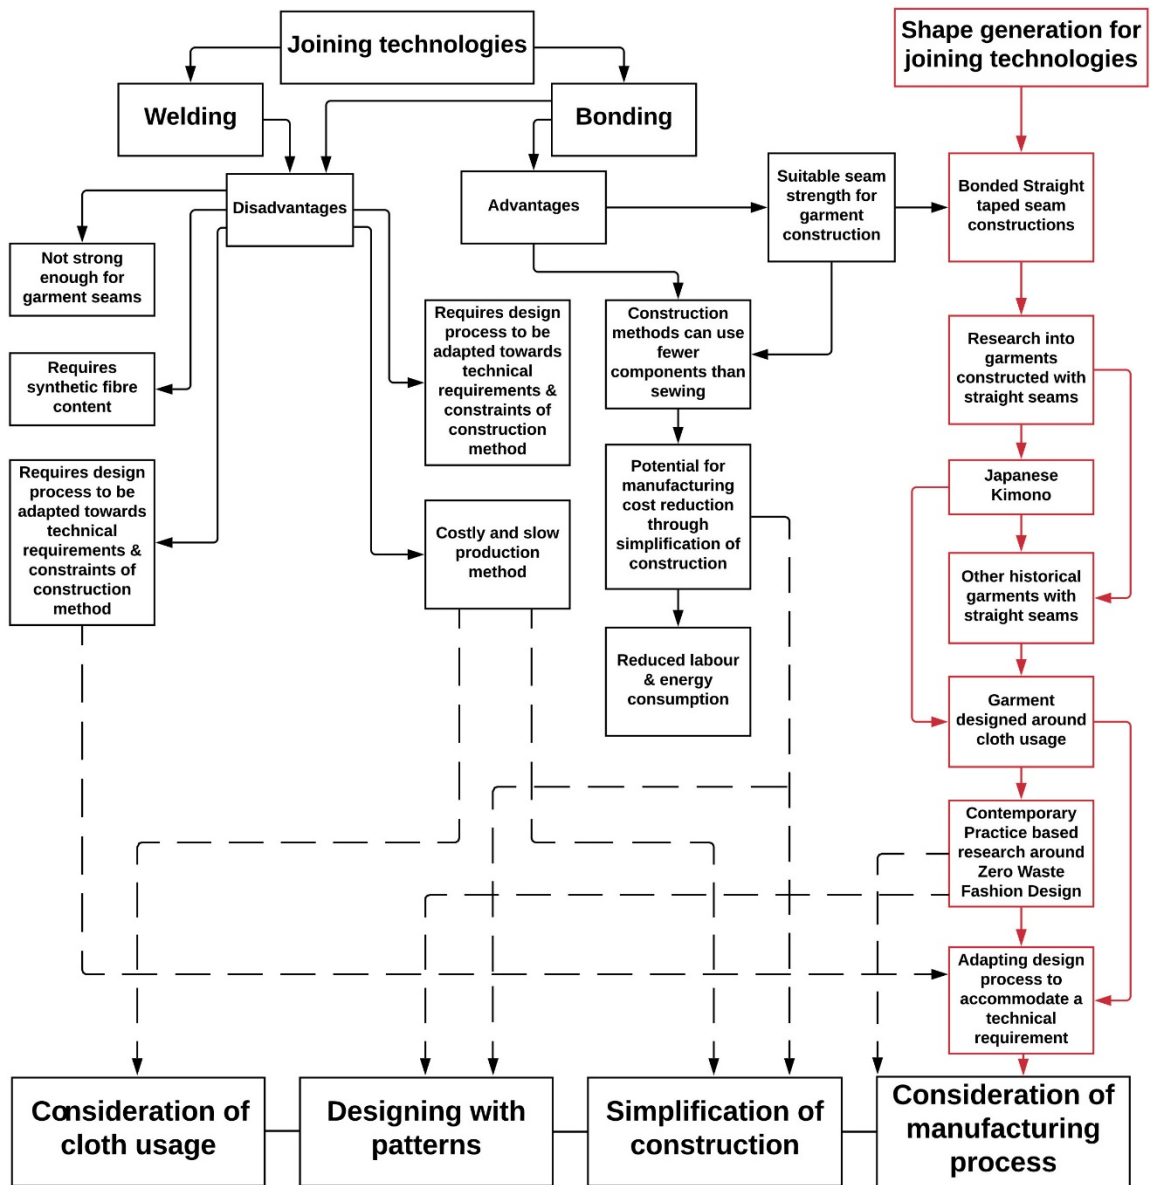 Joining technologies
Shape generation for
joining technologies
Welding
Bonding
Disadvantages
Advantages
Suitable seam
strength for
garment
construction
Bonded Straight
taped seam
constructions
Not strong
enough for
garment seams
Requires
synthetic fibre
content
Requires design
process to be
adapted towards
technical
requirements &
constraints of
construction
method
Requires design
process to be
adapted towards
technical
requirements &
constraints of
construction
method
Costly and slow
production
method
Construction
methods can use
fewer
components than
sewing
Potential for
manufacturing
cost reduction
through
simplification of
construction
Reduced labour
& energy
consumption
Research into
garments
constructed with
straight seams
Japanese
Kimono
Other historical
garments with
straight seams
Garment
designed around
cloth usage
Contemporary
Practice based
research around
Zero Waste
Fashion Design
Adapting design
process to
accommodate a
technical
requirement
Consideration of
cloth usage
Designing with
patterns
Simplification of
construction
Consideration of
manufacturing
process